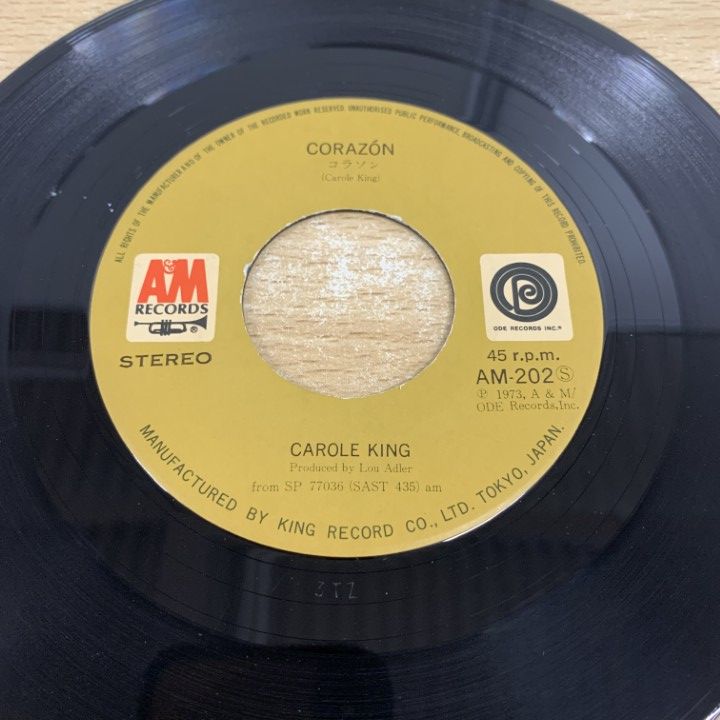 ALL RIGHTS OF THE MANUFACTURER AND OF THE OWNER OF THE RECORDED WORK RESERVED. UNAUTHORISED PUBLIC PERFORMANCE, BROADCASTING AND COPYING OF THIS RECORD PROHIBITED.
CORAZÓN
コラソン
(Carole King)
A&M
RECORDS
®
ODE RECORDS INC.®
STEREO
45 r.p.m.
AM-202Ⓢ
Ⓟ 1973, A & M/
ODE Records,Inc.
CAROLE KING
Produced by Lou Adler
from SP 77036 (SAST 435) am
MANUFACTURED BY KING RECORD CO., LTD. TOKYO, JAPAN.
3TZ